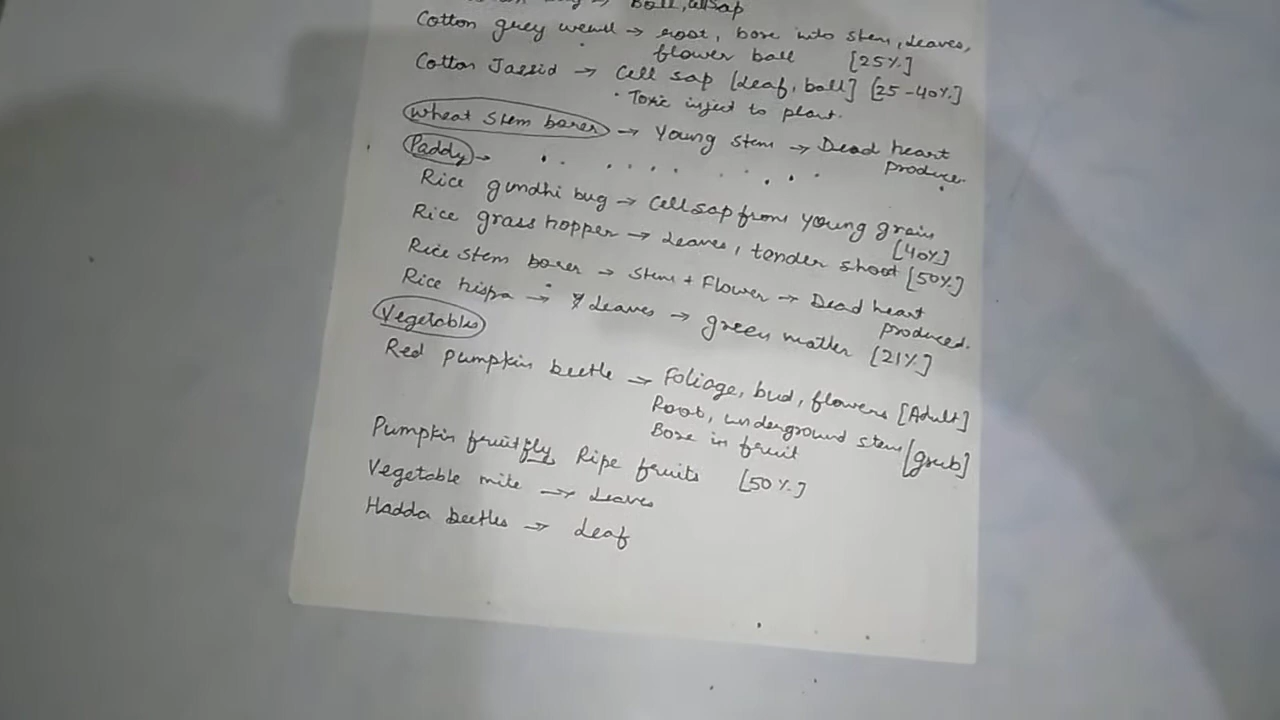 Boll, cell sap
Cotton grey weevil → root, bore into stem, leaves,
flower ball [25%]
Cotton Jassid → Cell sap [leaf, ball] [25-40%]
• Toxic inject to plant.
Wheat Stem borer → Young stem → Dead heart
produce.
Paddy →
Rice gundhi bug → Cell sap from young grain
[40%]
Rice grass hopper → Leaves, tender shoot [50%]
Rice stem borer → Stem + Flower → Dead heart
produced.
Rice hispa → Leaves → green matter [21%]
Vegetables
Red pumpkin beetle → Foliage, bud, flowers [Adult]
Root, underground stem [grub]
Bore in fruit
Pumpkin fruitfly Ripe fruits [50%]
Vegetable mite → Leaves
Hadda beetles → Leaf